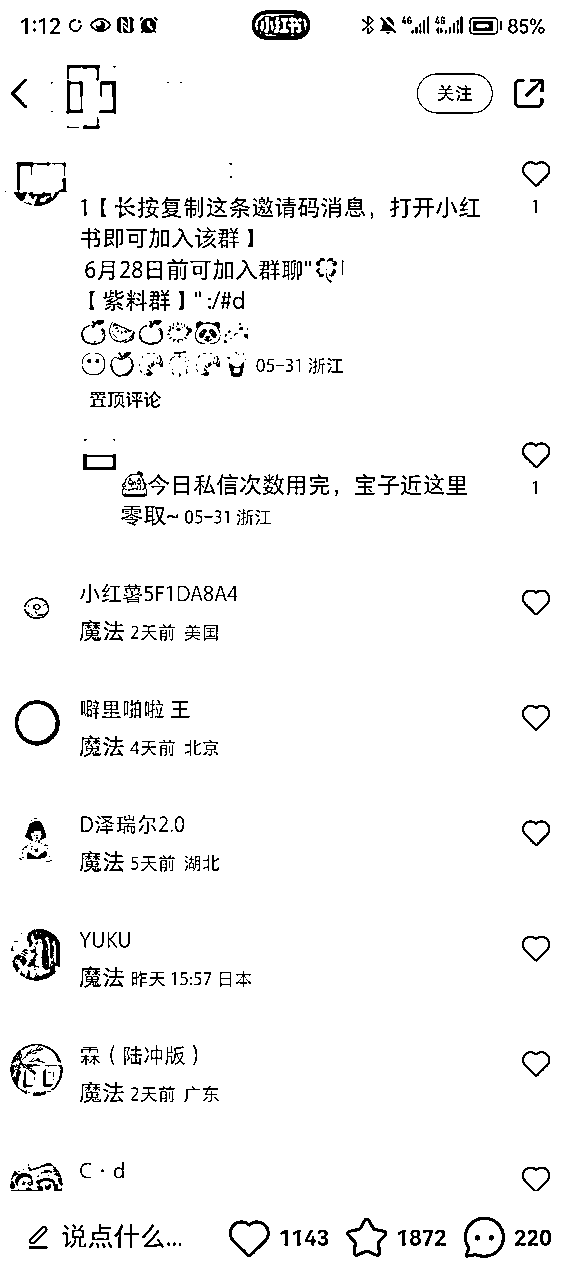 1:12
小红书
4G
4G
85%
关注
1【长按复制这条邀请码消息，打开小红
书即可加入该群】
6月28日前可加入群聊"🍀
【紫料群】":/#d
🍎🍉🍎
🐼
😶🍎
05-31 浙江
置顶评论
1
今日私信次数用完，宝子近这里
零取~ 05-31 浙江
1
小红薯5F1DA8A4
魔法 2天前 美国
噼里啪啦 王
魔法 4天前 北京
D泽瑞尔2.0
魔法 5天前 湖北
YUKU
魔法 昨天 15:57 日本
霖（陆冲版）
魔法 2天前 广东
C·d
说点什么...
1143
1872
220